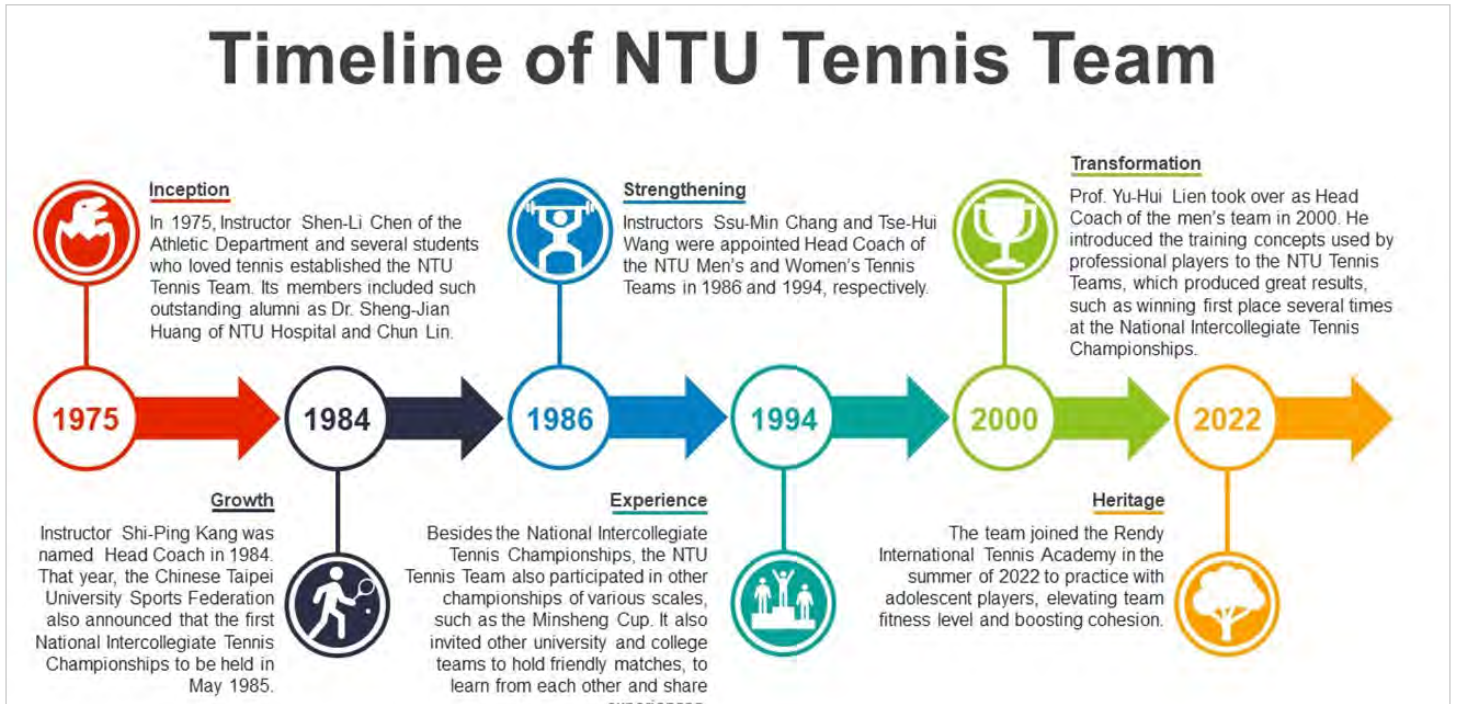 Timeline of NTU Tennis Team
Inception
In 1975, Instructor Shen-Li Chen of the
Athletic Department and several students
who loved tennis established the NTU
Tennis Team. Its members included such
outstanding alumni as Dr. Sheng-Jian
Huang of NTU Hospital and Chun Lin.
Strengthening
Instructors Ssu-Min Chang and Tse-Hui
Wang were appointed Head Coach of
the NTU Men's and Women's Tennis
Teams in 1986 and 1994, respectively.
Transformation
Prof. Yu-Hui Lien took over as Head
Coach of the men's team in 2000. He
introduced the training concepts used by
professional players to the NTU Tennis
Teams, which produced great results,
such as winning first place several times
at the National Intercollegiate Tennis
Championships.
1975
1984
1986
1994
2000
2022
Growth
Instructor Shi-Ping Kang was
named Head Coach in 1984.
That year, the Chinese Taipei
University Sports Federation
also announced that the first
National Intercollegiate Tennis
Championships to be held in
May 1985.
Experience
Besides the National Intercollegiate
Tennis Championships, the NTU
Tennis Team also participated in other
championships of various scales,
such as the Minsheng Cup. It also
invited other university and college
teams to hold friendly matches, to
learn from each other and share
Heritage
The team joined the Rendy
International Tennis Academy in the
summer of 2022 to practice with
adolescent players, elevating team
fitness level and boosting cohesion.